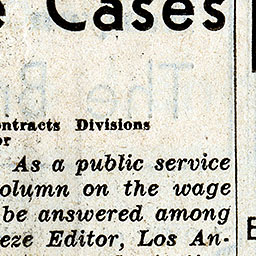 e Cases
ontracts Divisions
or
As a public service
olumn on the wage
be answered among
eze Editor, Los An-